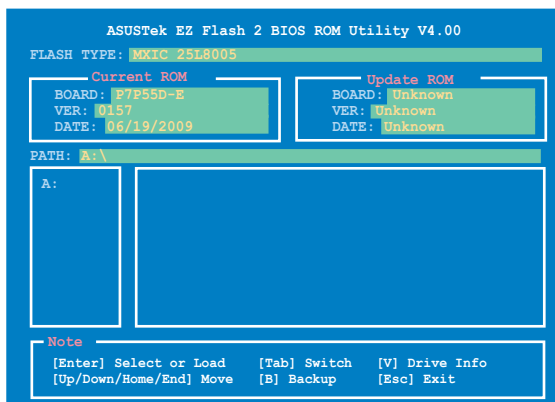 ASUSTek EZ Flash 2 BIOS ROM Utility V4.00
FLASH TYPE: MXIC 25L8005
Current ROM
BOARD: P7P55D-E
VER: 0157
DATE: 06/19/2009
Update ROM
BOARD: Unknown
VER: Unknown
DATE: Unknown
PATH: A:\
A:
Note
[Enter] Select or Load [Tab] Switch [V] Drive Info
[Up/Down/Home/End] Move [B] Backup [Esc] Exit